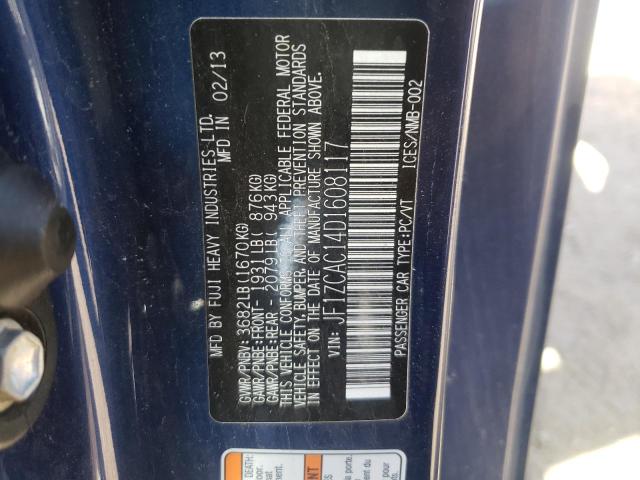 MFD BY FUJI HEAVY INDUSTRIES LTD.
MFD IN 02/13
GVWR/PNBV: 3682LB(1670KG)
GAWR/PNBE:FRONT- 1931LB( 876KG)
GAWR/PNBE:REAR - 2079LB( 943KG)
THIS VEHICLE CONFORMS TO ALL APPLICABLE FEDERAL MOTOR
VEHICLE SAFETY,BUMPER, AND THEFT PREVENTION STANDARDS
IN EFFECT ON THE DATE OF MANUFACTURE SHOWN ABOVE.
VIN: JF1ZCAC14D1608117
PASSENGER CAR TYPE:PC/VT ICES/NMB-002
DEATH: